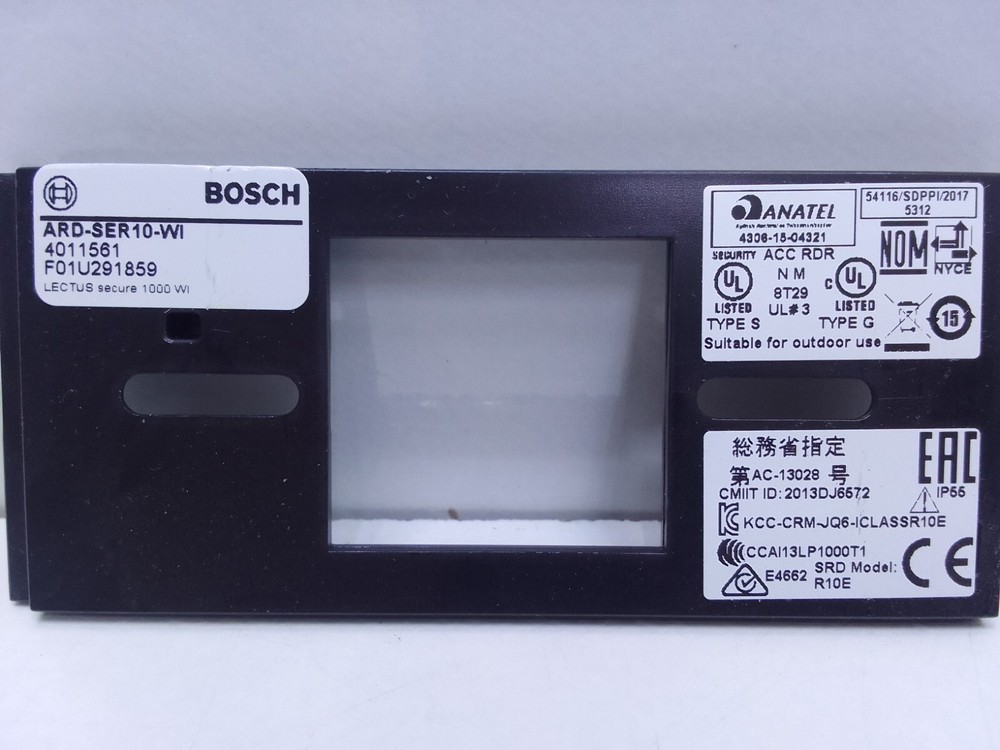 BOSCH
ARD-SER10-WI
4011561
F01U291859
LECTUS secure 1000 WI
ANATEL
4306-15-04321
54116/SDPPI/2017
5312
SECURITY ACC RDR
UL
N M
8T29
UL#3
C UL
LISTED
LISTED
TYPE S
TYPE G
Suitable for outdoor use
NOM
NYCE
15
総務省指定
第 AC-13028 号
CMIIT ID: 2013DJ6572
EAC
IP55
KCC-CRM-JQ6-ICLASSR10E
CCAI13LP1000T1
E4662
SRD Model:
R10E
CE